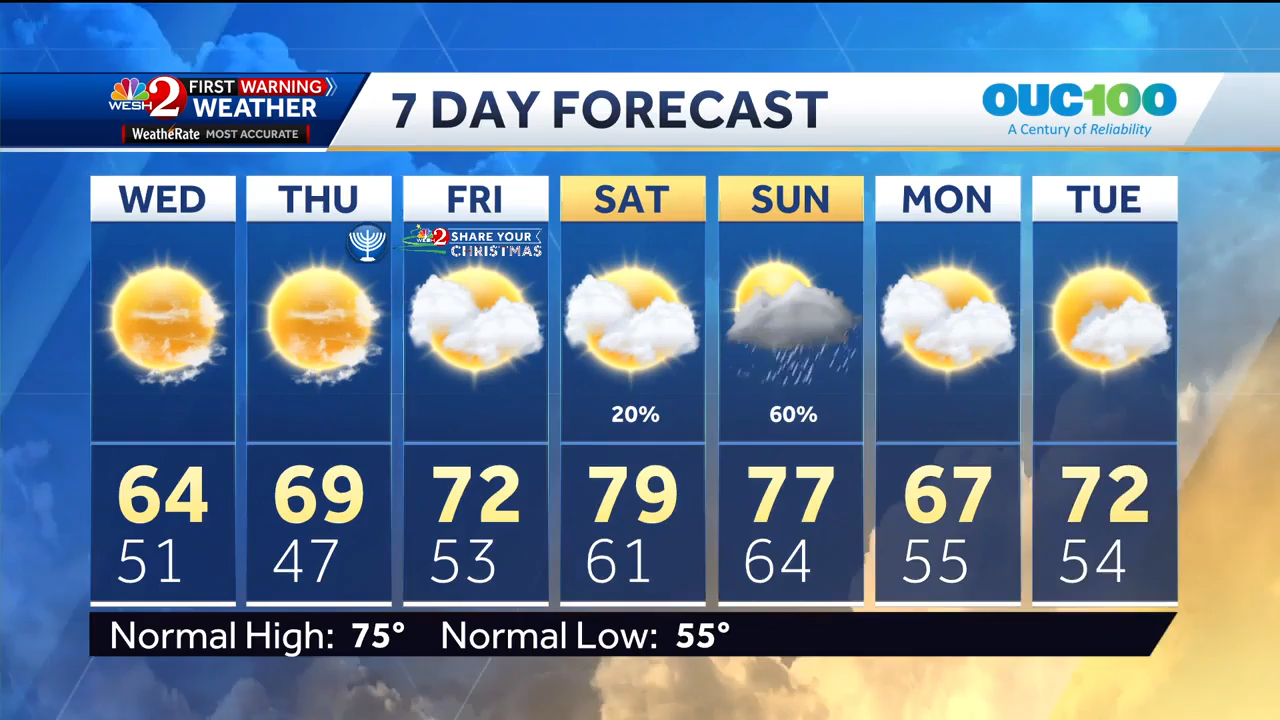 WESH 2 FIRST WARNING
WEATHER
WeatheRate MOST ACCURATE
7 DAY FORECAST
OUC100
A Century of Reliability
WED THU FRI SAT SUN MON TUE
WESH 2 SHARE YOUR
CHRISTMAS
20% 60%
64 69 72 79 77 67 72
51 47 53 61 64 55 54
Normal High: 75° Normal Low: 55°